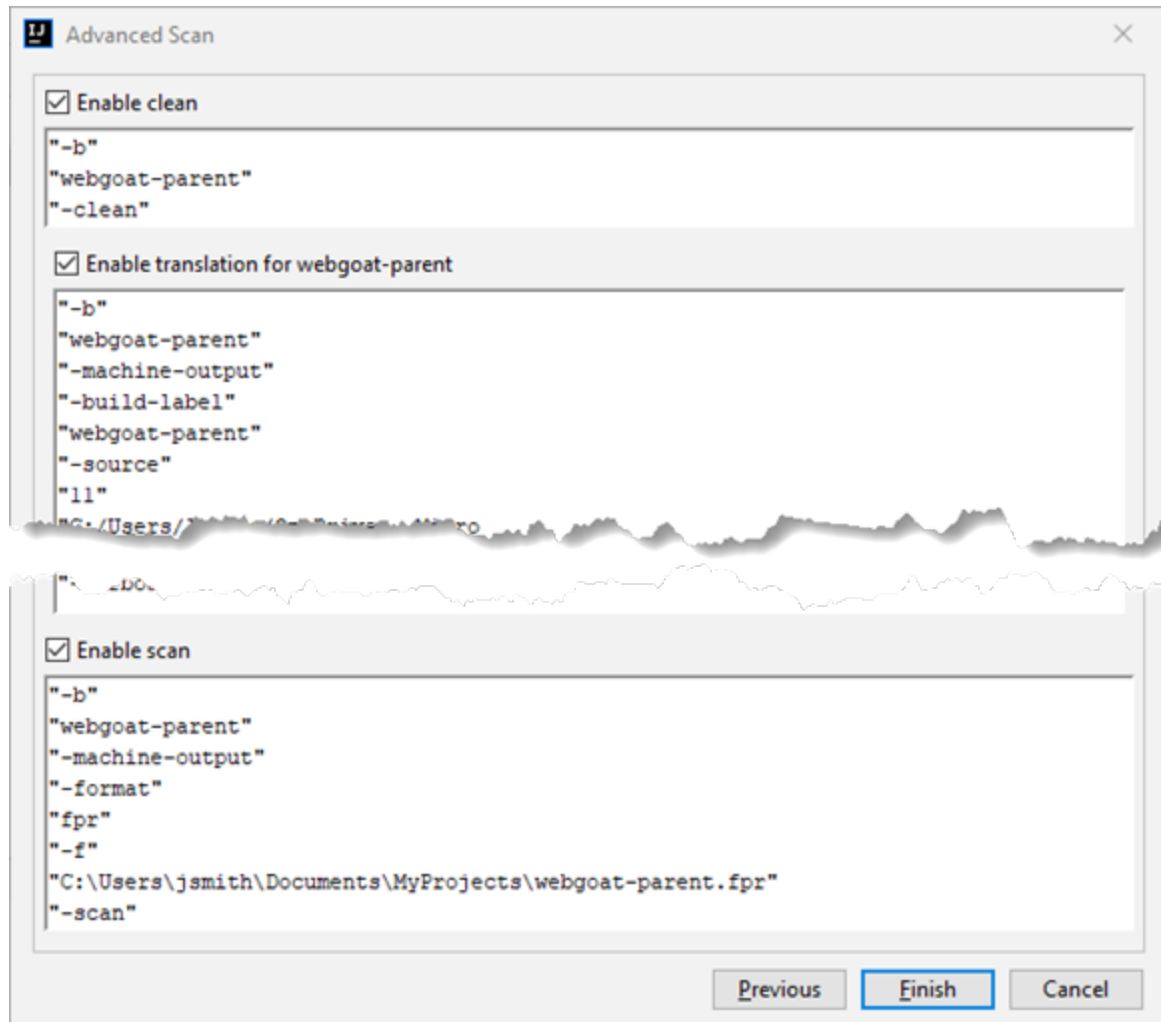 IJ
Advanced Scan
Enable clean
"-b"
"webgoat-parent"
"-clean"
Enable translation for webgoat-parent
"-b"
"webgoat-parent"
"-machine-output"
"-build-label"
"webgoat-parent"
"-source"
"11"
Enable scan
"-b"
"webgoat-parent"
"-machine-output"
"-format"
"fpr"
"-f"
"C:\Users\jsmith\Documents\MyProjects\webgoat-parent.fpr"
"-scan"
Previous
Finish
Cancel